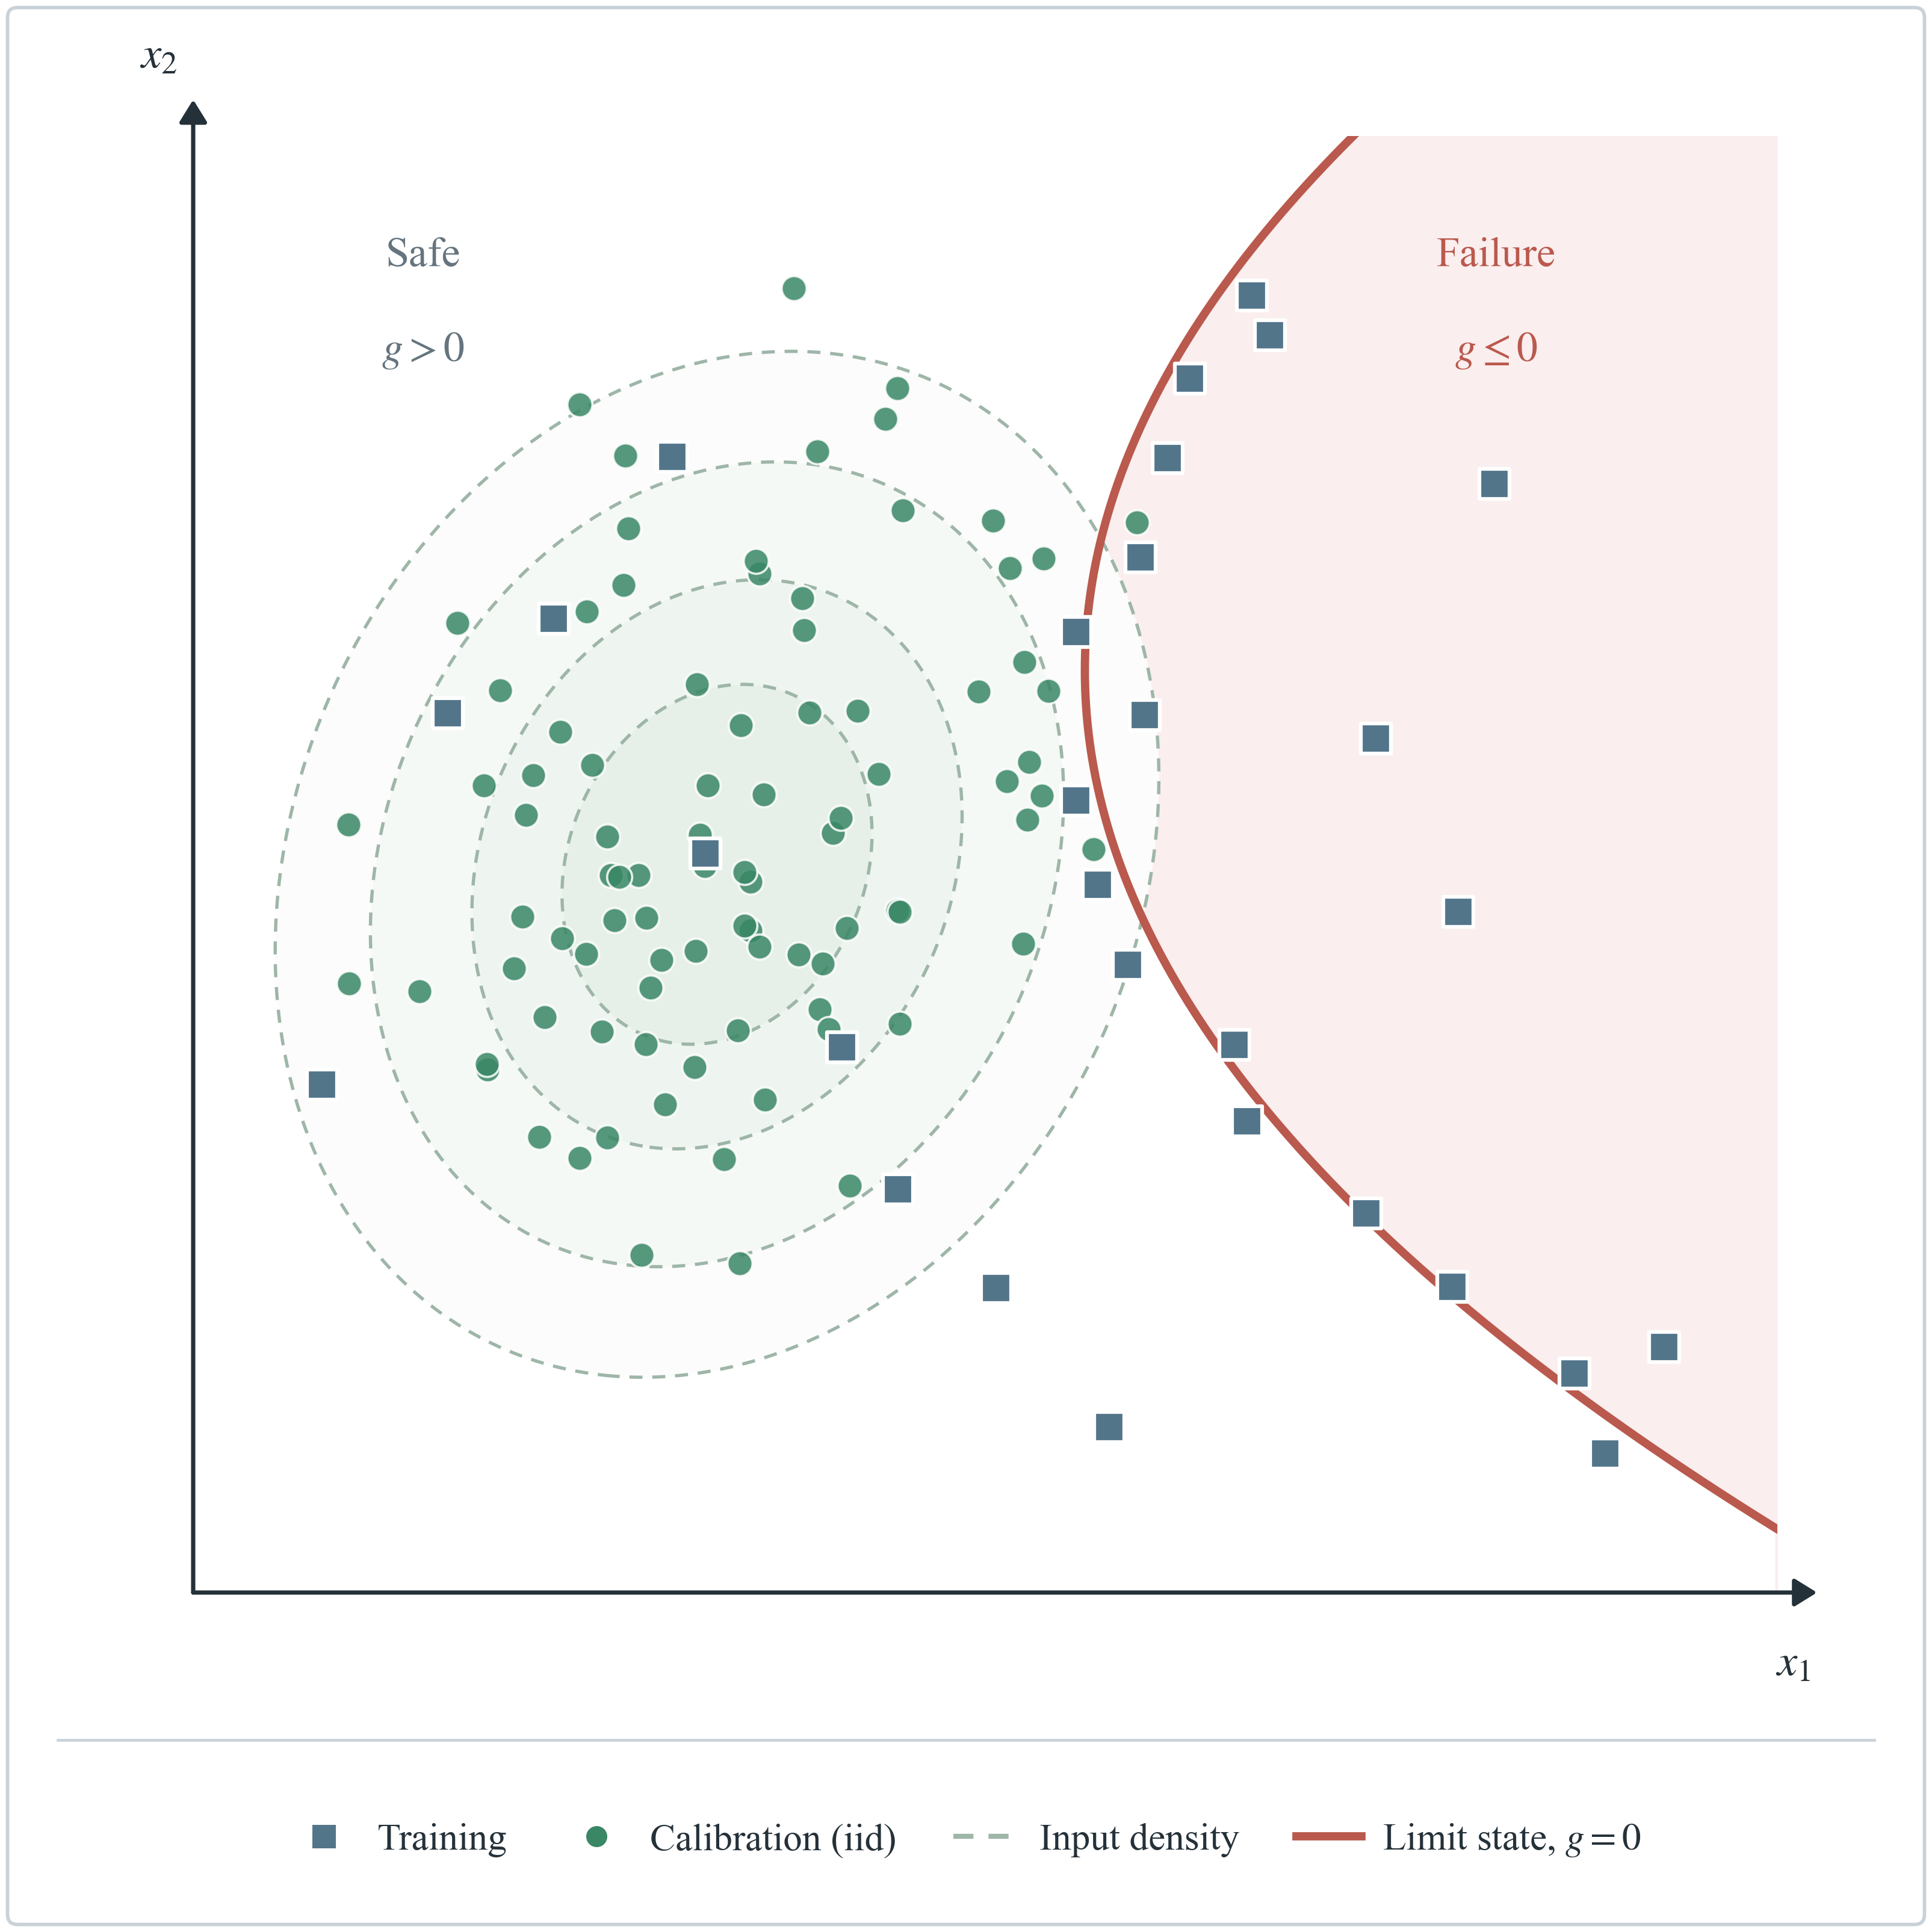 x₂
Safe
g > 0
Failure
g ≤ 0
x₁
Training
Calibration (iid)
Input density
Limit state, g = 0